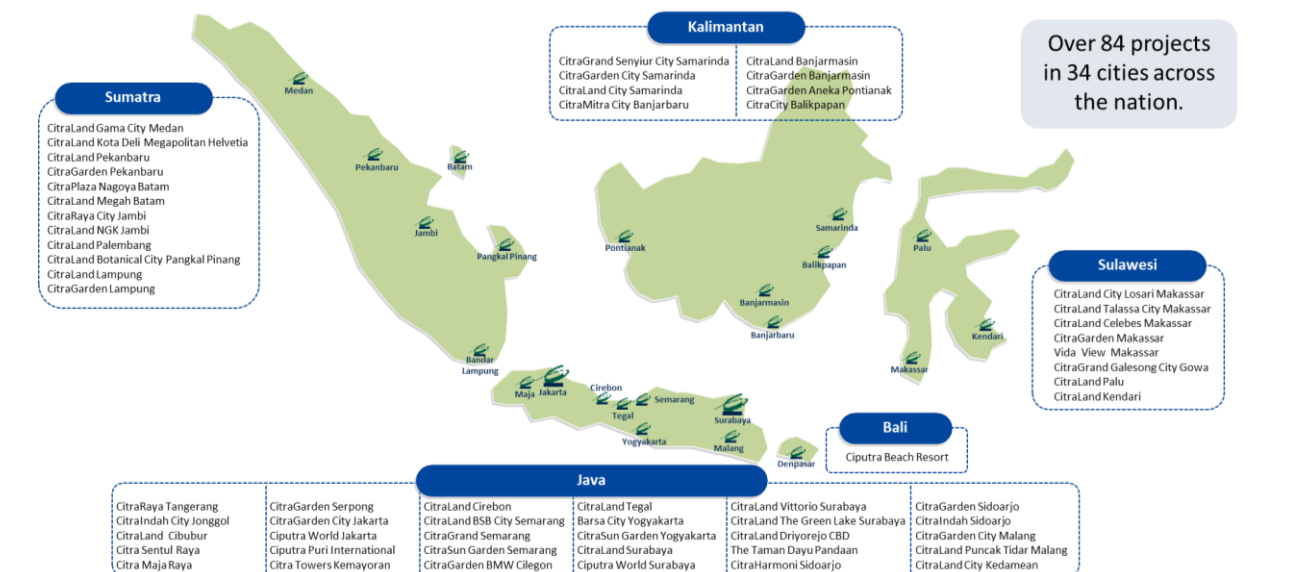 Kalimantan
CitraGrand Senyiur City Samarinda
CitraGarden City Samarinda
CitraLand City Samarinda
CitraMitra City Banjarbaru
CitraLand Banjarmasin
CitraGarden Banjarmasin
CitraGarden Aneka Pontianak
CitraCity Balikpapan
Over 84 projects
in 34 cities across
the nation.
Sumatra
CitraLand Gama City Medan
CitraLand Kota Deli Megapolitan Helvetia
CitraLand Pekanbaru
CitraGarden Pekanbaru
CitraPlaza Nagoya Batam
CitraLand Megah Batam
CitraRaya City Jambi
CitraLand NGK Jambi
CitraLand Palembang
CitraLand Botanical City Pangkal Pinang
CitraLand Lampung
CitraGarden Lampung
Medan
Pekanbaru
Batam
Jambi
Pangkal Pinang
Bandar
Lampung
Pontianak
Samarinda
Balikpapan
Banjarmasin
Banjarbaru
Palu
Kendari
Makassar
Sulawesi
CitraLand City Losari Makassar
CitraLand Talassa City Makassar
CitraLand Celebes Makassar
CitraGarden Makassar
Vida View Makassar
CitraGrand Galesong City Gowa
CitraLand Palu
CitraLand Kendari
Maja
Jakarta
Cirebon
Tegal
Semarang
Yogyakarta
Surabaya
Malang
Denpasar
Bali
Ciputra Beach Resort
Java
CitraRaya Tangerang
CitraIndah City Jonggol
CitraLand Cibubur
Citra Sentul Raya
Citra Maja Raya
CitraGarden Serpong
CitraGarden City Jakarta
Ciputra World Jakarta
Ciputra Puri International
Citra Towers Kemayoran
CitraLand Cirebon
CitraLand BSB City Semarang
CitraGrand Semarang
CitraSun Garden Semarang
CitraGarden BMW Cilegon
CitraLand Tegal
Barsa City Yogyakarta
CitraSun Garden Yogyakarta
CitraLand Surabaya
Ciputra World Surabaya
CitraLand Vittorio Surabaya
CitraLand The Green Lake Surabaya
CitraLand Driyorejo CBD
The Taman Dayu Pandaan
CitraHarmoni Sidoarjo
CitraGarden Sidoarjo
CitraIndah Sidoarjo
CitraGarden City Malang
CitraLand Puncak Tidar Malang
CitraLand City Kedamean